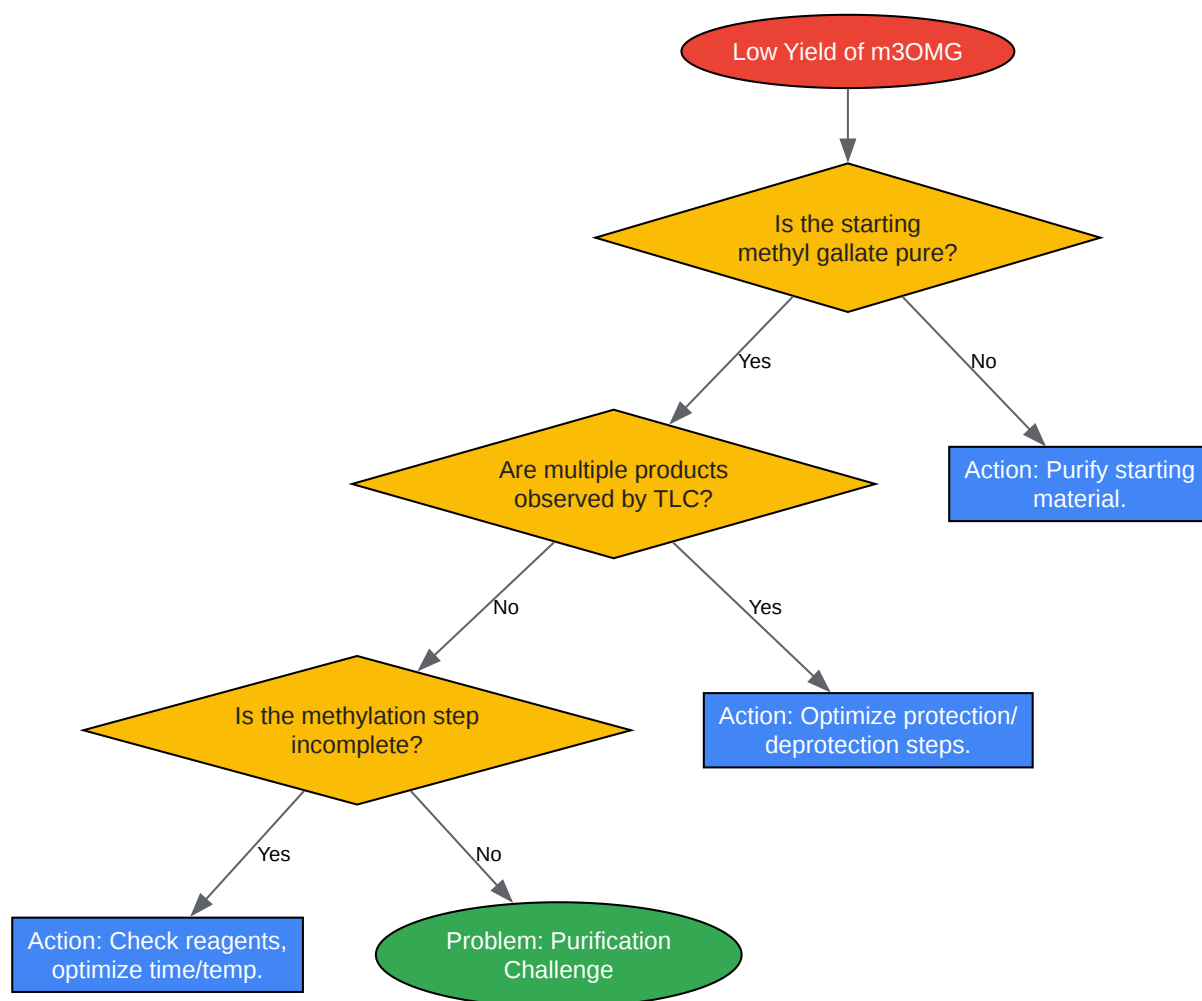 Low Yield of m3OMG
Is the starting
methyl gallate pure?
Yes
No
Are multiple products
observed by TLC?
Action: Purify starting
material.
No
Yes
Is the methylation step
incomplete?
Action: Optimize protection/
deprotection steps.
Yes
No
Action: Check reagents,
optimize time/temp.
Problem: Purification
Challenge